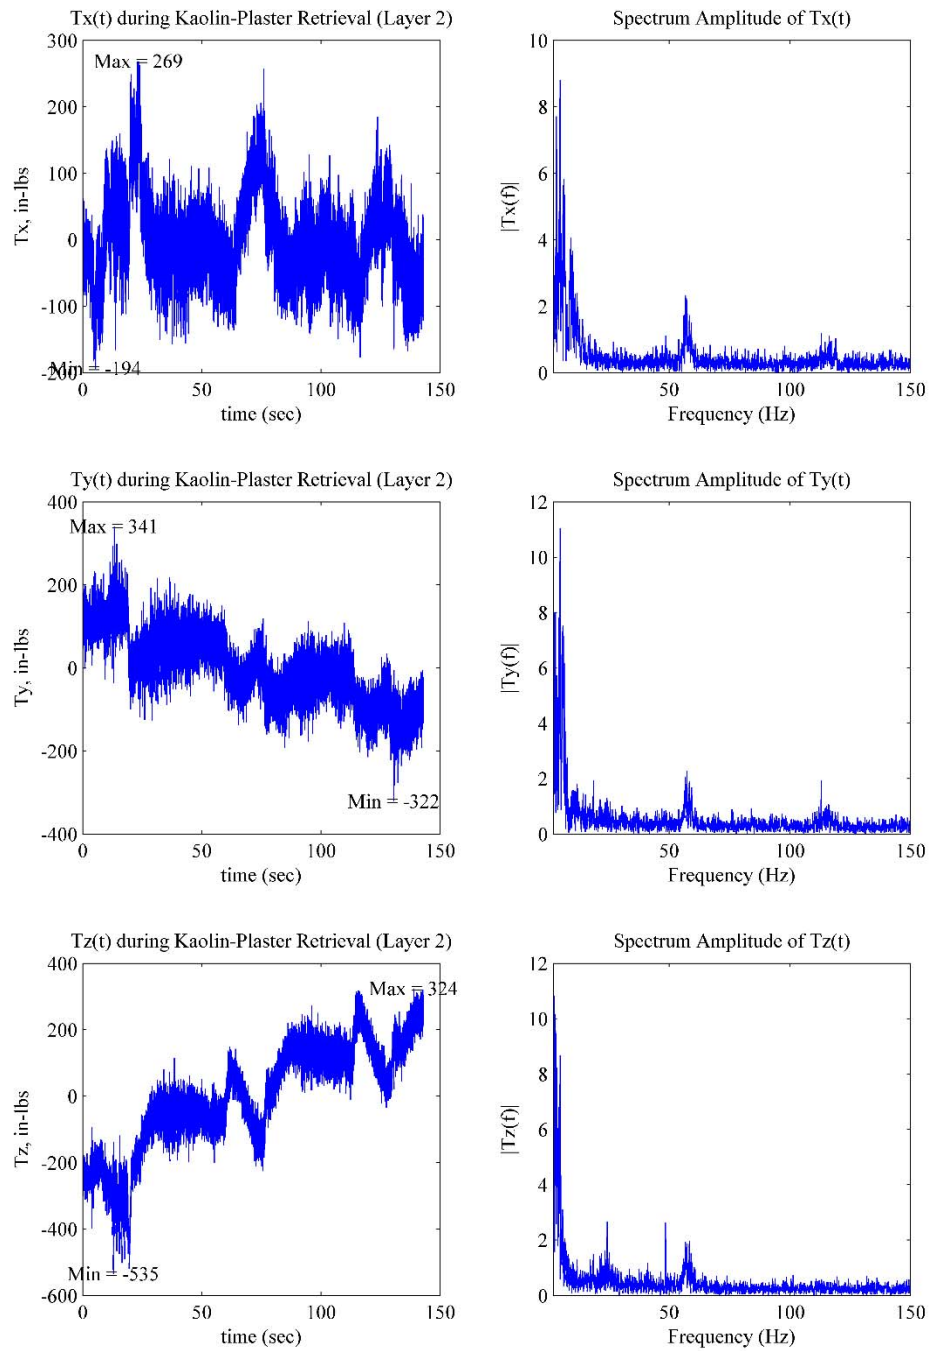 Tx(t) during Kaolin-Plaster Retrieval (Layer 2)
300
Max = 269
200
100
0
-100
-200
Min = -194
Tx, in-lbs
0 50 100 150
time (sec)
Spectrum Amplitude of Tx(t)
10
8
6
4
2
0
|Tx(f)|
50 100 150
Frequency (Hz)
Ty(t) during Kaolin-Plaster Retrieval (Layer 2)
400
Max = 341
200
0
-200
Min = -322
-400
Ty, in-lbs
0 50 100 150
time (sec)
Spectrum Amplitude of Ty(t)
12
10
8
6
4
2
0
|Ty(f)|
50 100 150
Frequency (Hz)
Tz(t) during Kaolin-Plaster Retrieval (Layer 2)
400
Max = 324
200
0
-200
-400
Min = -535
-600
Tz, in-lbs
0 50 100 150
time (sec)
Spectrum Amplitude of Tz(t)
12
10
8
6
4
2
0
|Tz(f)|
50 100 150
Frequency (Hz)